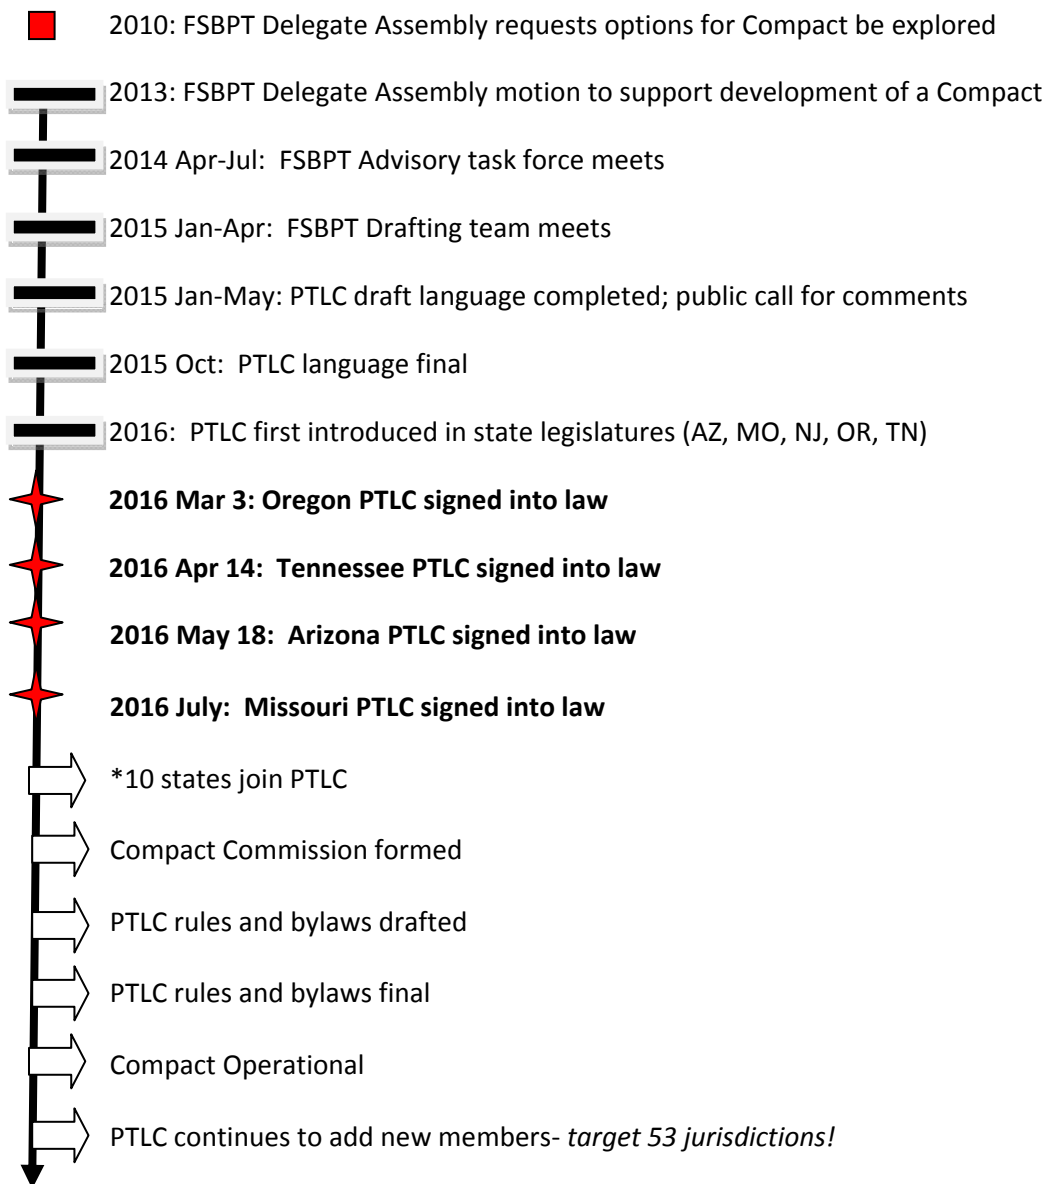 2010: FSBPT Delegate Assembly requests options for Compact be explored
2013: FSBPT Delegate Assembly motion to support development of a Compact
2014 Apr-Jul:  FSBPT Advisory task force meets
2015 Jan-Apr:  FSBPT Drafting team meets
2015 Jan-May: PTLC draft language completed; public call for comments
2015 Oct:  PTLC language final
2016:  PTLC first introduced in state legislatures (AZ, MO, NJ, OR, TN)
2016 Mar 3: Oregon PTLC signed into law
2016 Apr 14:  Tennessee PTLC signed into law
2016 May 18:  Arizona PTLC signed into law
2016 July:  Missouri PTLC signed into law
*10 states join PTLC
Compact Commission formed
PTLC rules and bylaws drafted
PTLC rules and bylaws final
Compact Operational
PTLC continues to add new members- target 53 jurisdictions!